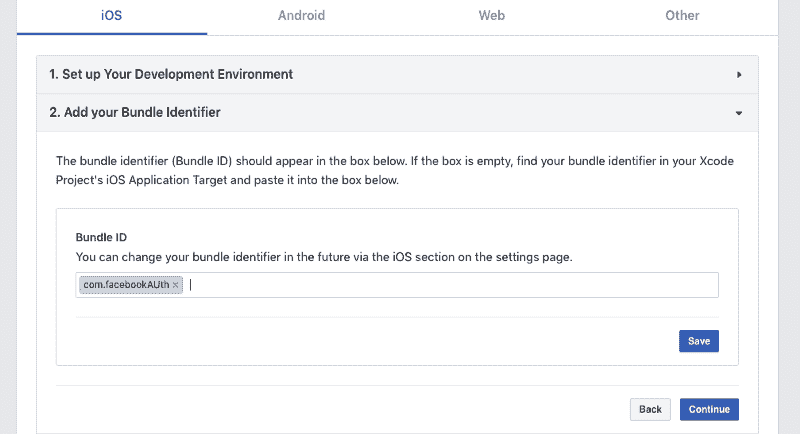 iOS Android Web Other
1. Set up Your Development Environment
2. Add your Bundle Identifier
The bundle identifier (Bundle ID) should appear in the box below. If the box is empty, find your bundle identifier in your Xcode
Project's iOS Application Target and paste it into the box below.
Bundle ID
You can change your bundle identifier in the future via the iOS section on the settings page.
com.facebookAUth ×
Save
Back Continue